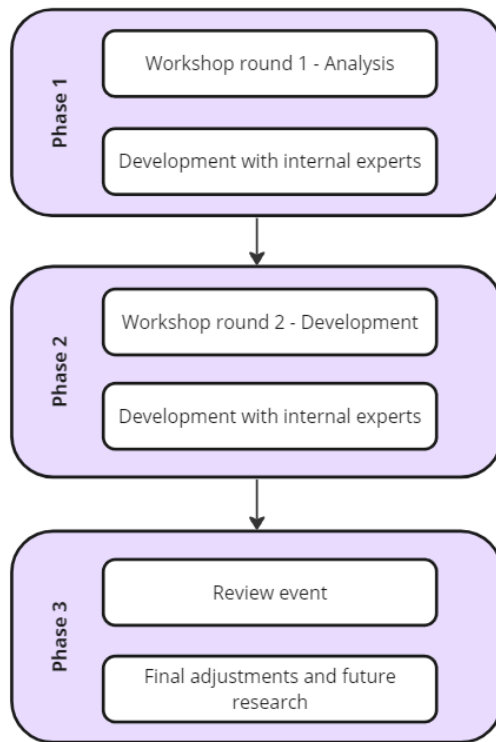 Phase 1
Workshop round 1 - Analysis
Development with internal experts
Phase 2
Workshop round 2 - Development
Development with internal experts
Phase 3
Review event
Final adjustments and future
research